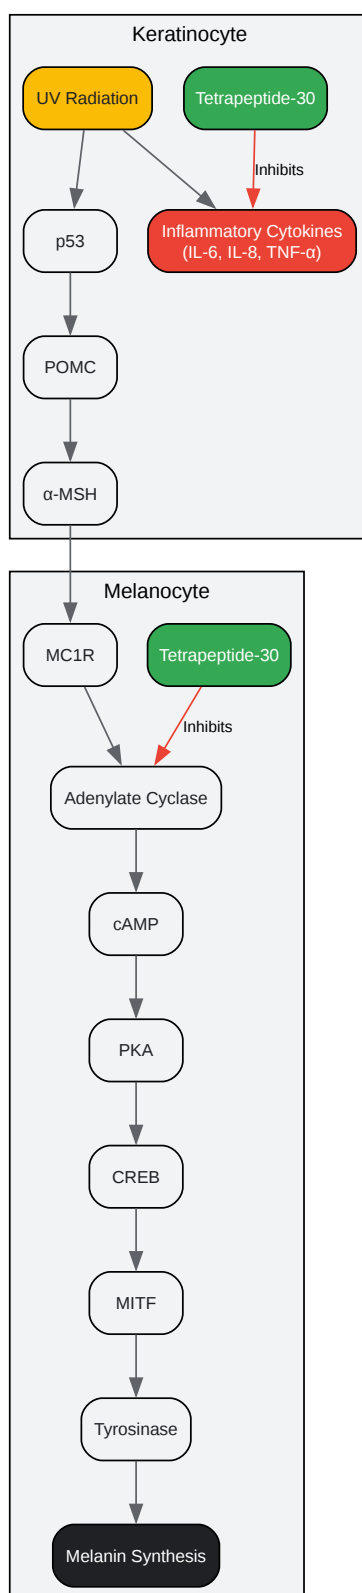 Keratinocyte
UV Radiation
Tetrapeptide-30
Inhibits
p53
Inflammatory Cytokines
(IL-6, IL-8, TNF-α)
POMC
α-MSH
Melanocyte
MC1R
Tetrapeptide-30
Inhibits
Adenylate Cyclase
cAMP
PKA
CREB
MITF
Tyrosinase
Melanin Synthesis